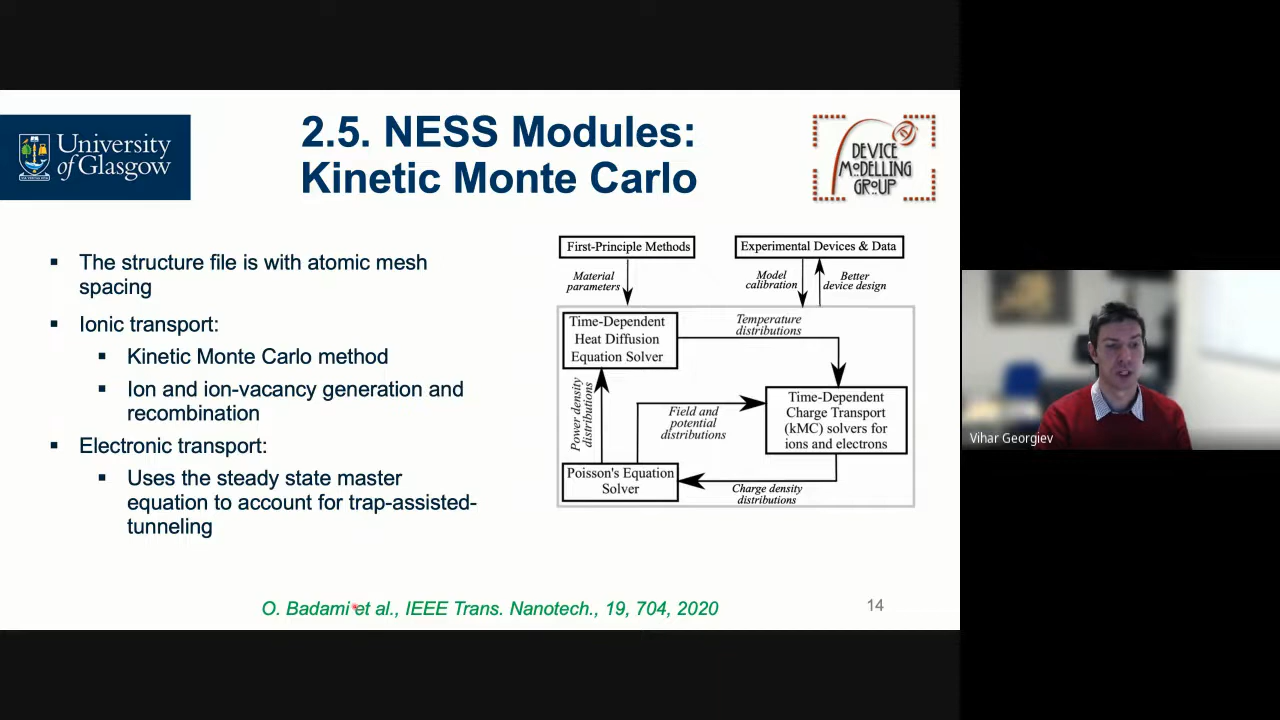 University
of Glasgow
2.5. NESS Modules:
Kinetic Monte Carlo
DEVICE
MODELLING
GROUP
▪ The structure file is with atomic mesh
spacing
▪ Ionic transport:
▪ Kinetic Monte Carlo method
▪ Ion and ion-vacancy generation and
recombination
▪ Electronic transport:
▪ Uses the steady state master
equation to account for trap-assisted-
tunneling
First-Principle Methods
Experimental Devices & Data
Material
parameters
Model
calibration
Better
device design
Time-Dependent
Heat Diffusion
Equation Solver
Temperature
distributions
Power density
distributions
Field and
potential
distributions
Time-Dependent
Charge Transport
(kMC) solvers for
ions and electrons
Poisson's Equation
Solver
Charge density
distributions
O. Badami et al., IEEE Trans. Nanotech., 19, 704, 2020
14
Vihar Georgiev